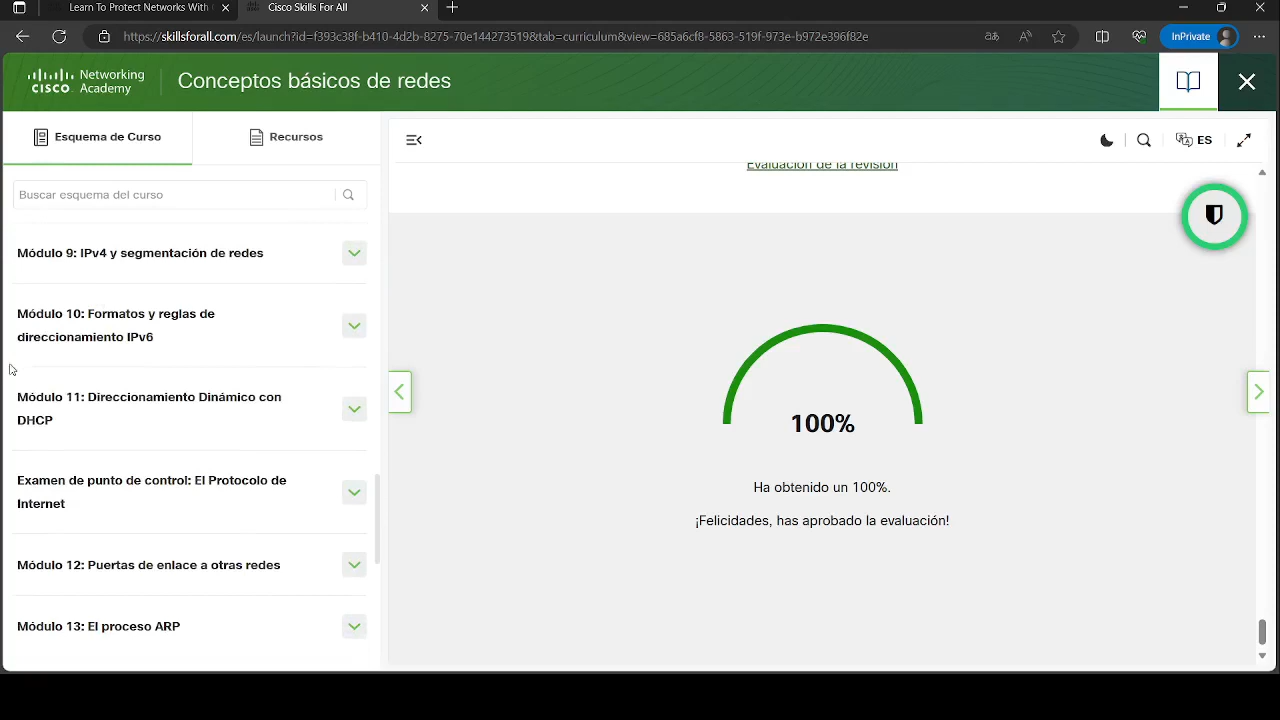 Learn To Protect Networks With
Cisco Skills For All
https://skillsforall.com/es/launch?id=f393c38f-b410-4d2b-8275-70e144273519&tab=curriculum&view=685a6cf8-5863-519f-973e-b972e396f82e
InPrivate
Networking
CISCO Academy
Conceptos básicos de redes
Esquema de Curso
Recursos
ES
Buscar esquema del curso
Evaluación de la revisión
Módulo 9: IPv4 y segmentación de redes
Módulo 10: Formatos y reglas de
direccionamiento IPv6
Módulo 11: Direccionamiento Dinámico con
DHCP
Examen de punto de control: El Protocolo de
Internet
Módulo 12: Puertas de enlace a otras redes
Módulo 13: El proceso ARP
100%
Ha obtenido un 100%.
¡Felicidades, has aprobado la evaluación!